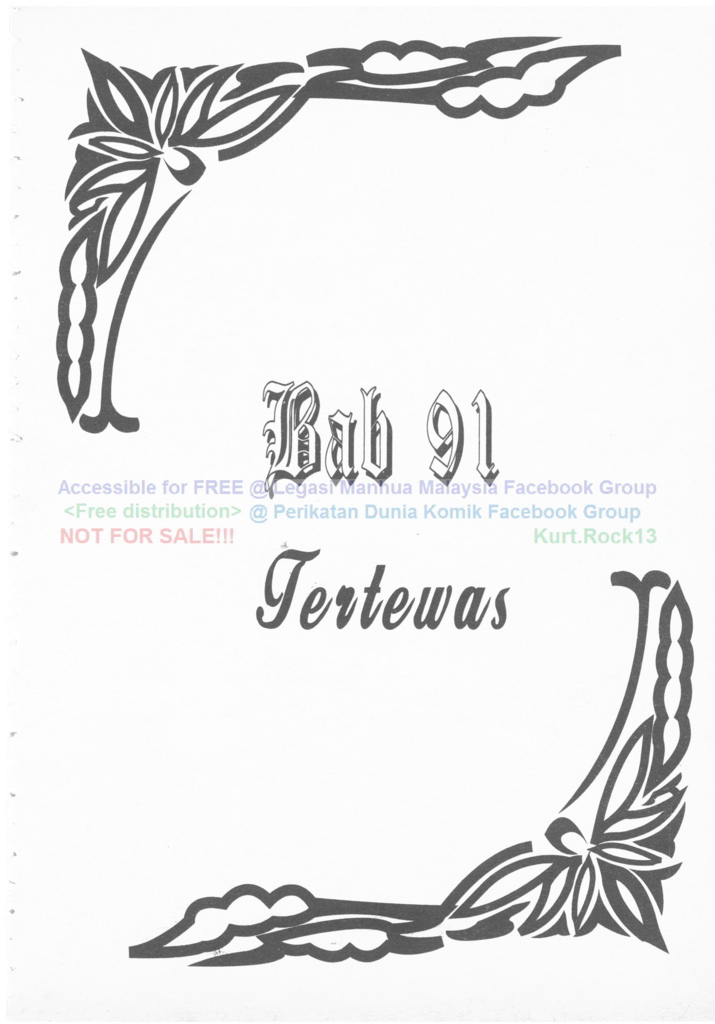 Bab 91
Accessible for FREE @ Legasi Manhua Malaysia Facebook Group
<Free distribution> @ Perikatan Dunia Komik Facebook Group
NOT FOR SALE!!! Kurt.Rock13
Tertewas